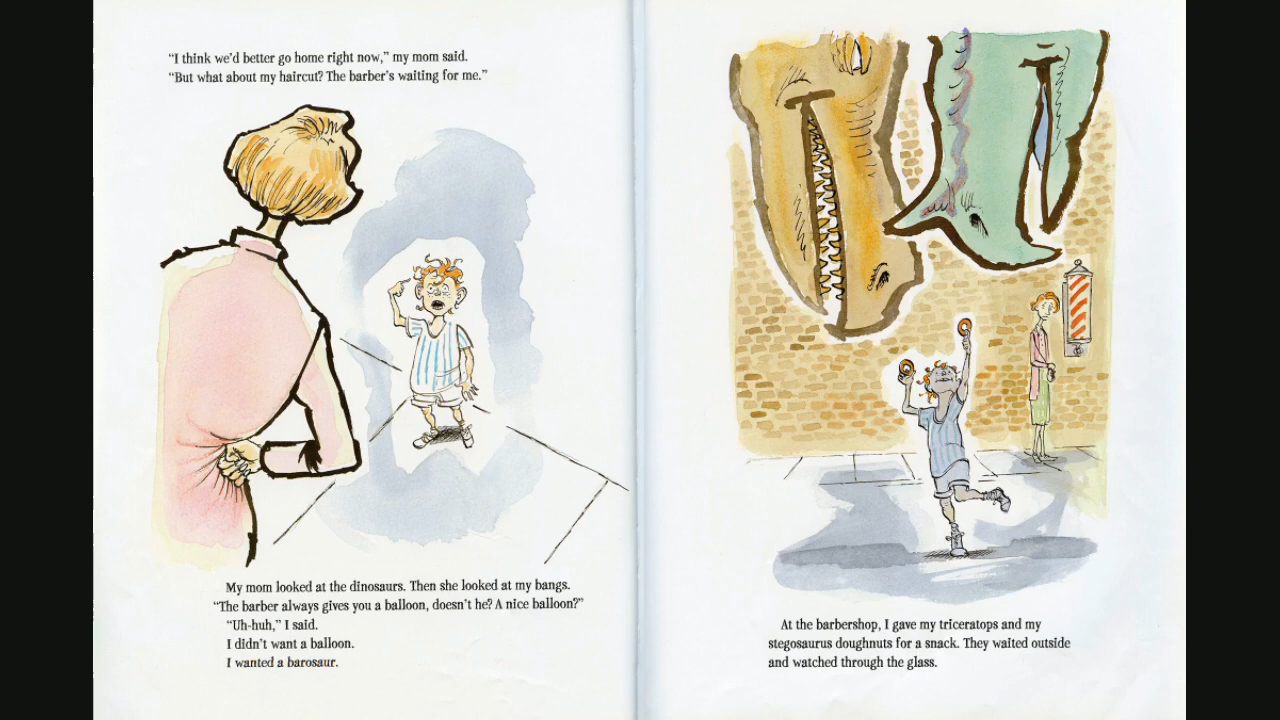 “I think we’d better go home right now,” my mom said.
“But what about my haircut? The barber’s waiting for me.”
My mom looked at the dinosaurs. Then she looked at my bangs.
“The barber always gives you a balloon, doesn’t he? A nice balloon?”
“Uh-huh,” I said.
I didn’t want a balloon.
I wanted a barosaur.
At the barbershop, I gave my triceratops and my
stegosaurus doughnuts for a snack. They waited outside
and watched through the glass.